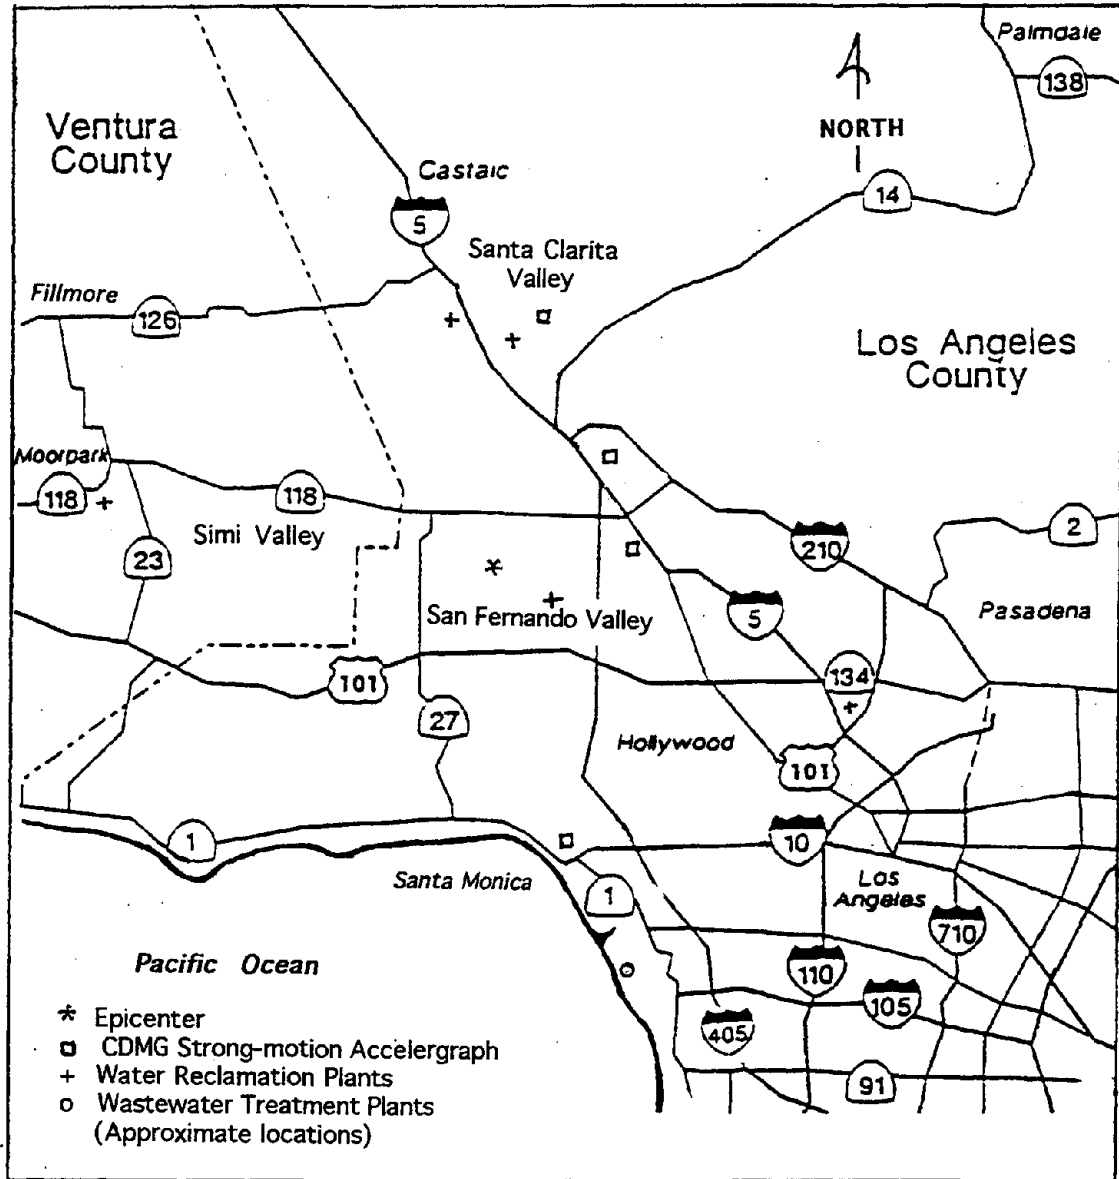 Palmdale
138
Ventura
County
NORTH
Castaic
14
5
Santa Clarita
Valley
Fillmore
126
Los Angeles
County
Moorpark
118
118
2
Simi Valley
210
23
5
San Fernando Valley
Pasadena
134
101
27
Hollywood
101
1
10
Santa Monica
Los
Angeles
1
710
Pacific Ocean
110
105
* Epicenter
405
CDMG Strong-motion Accelergraph
+ Water Reclamation Plants
91
o Wastewater Treatment Plants
(Approximate locations)